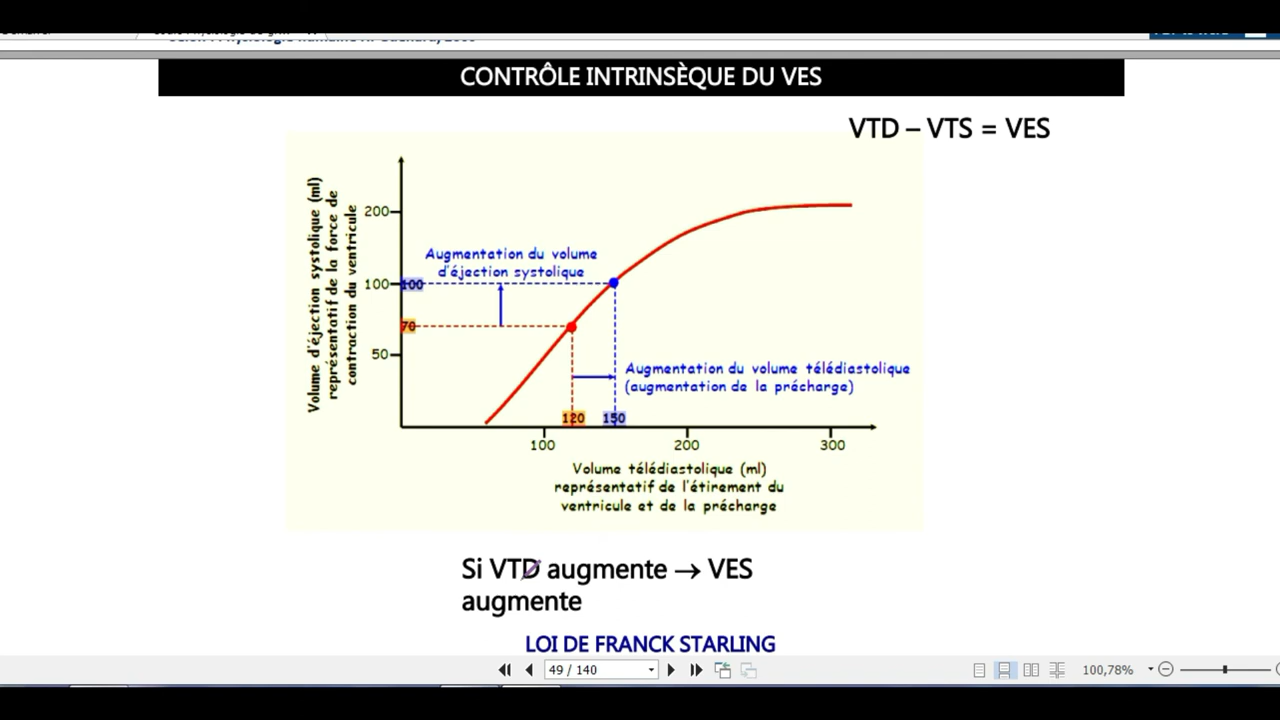 CONTRÔLE INTRINSÈQUE DU VES
VTD – VTS = VES
Volume d'éjection systolique (ml)
représentatif de la force de
contraction du ventricule
200
100
100
70
50
Augmentation du volume
d'éjection systolique
Augmentation du volume télédiastolique
(augmentation de la précharge)
120
150
100
200
300
Volume télédiastolique (ml)
représentatif de l'étirement du
ventricule et de la précharge
Si VTD augmente → VES
augmente
LOI DE FRANCK STARLING
49 / 140
100,78%